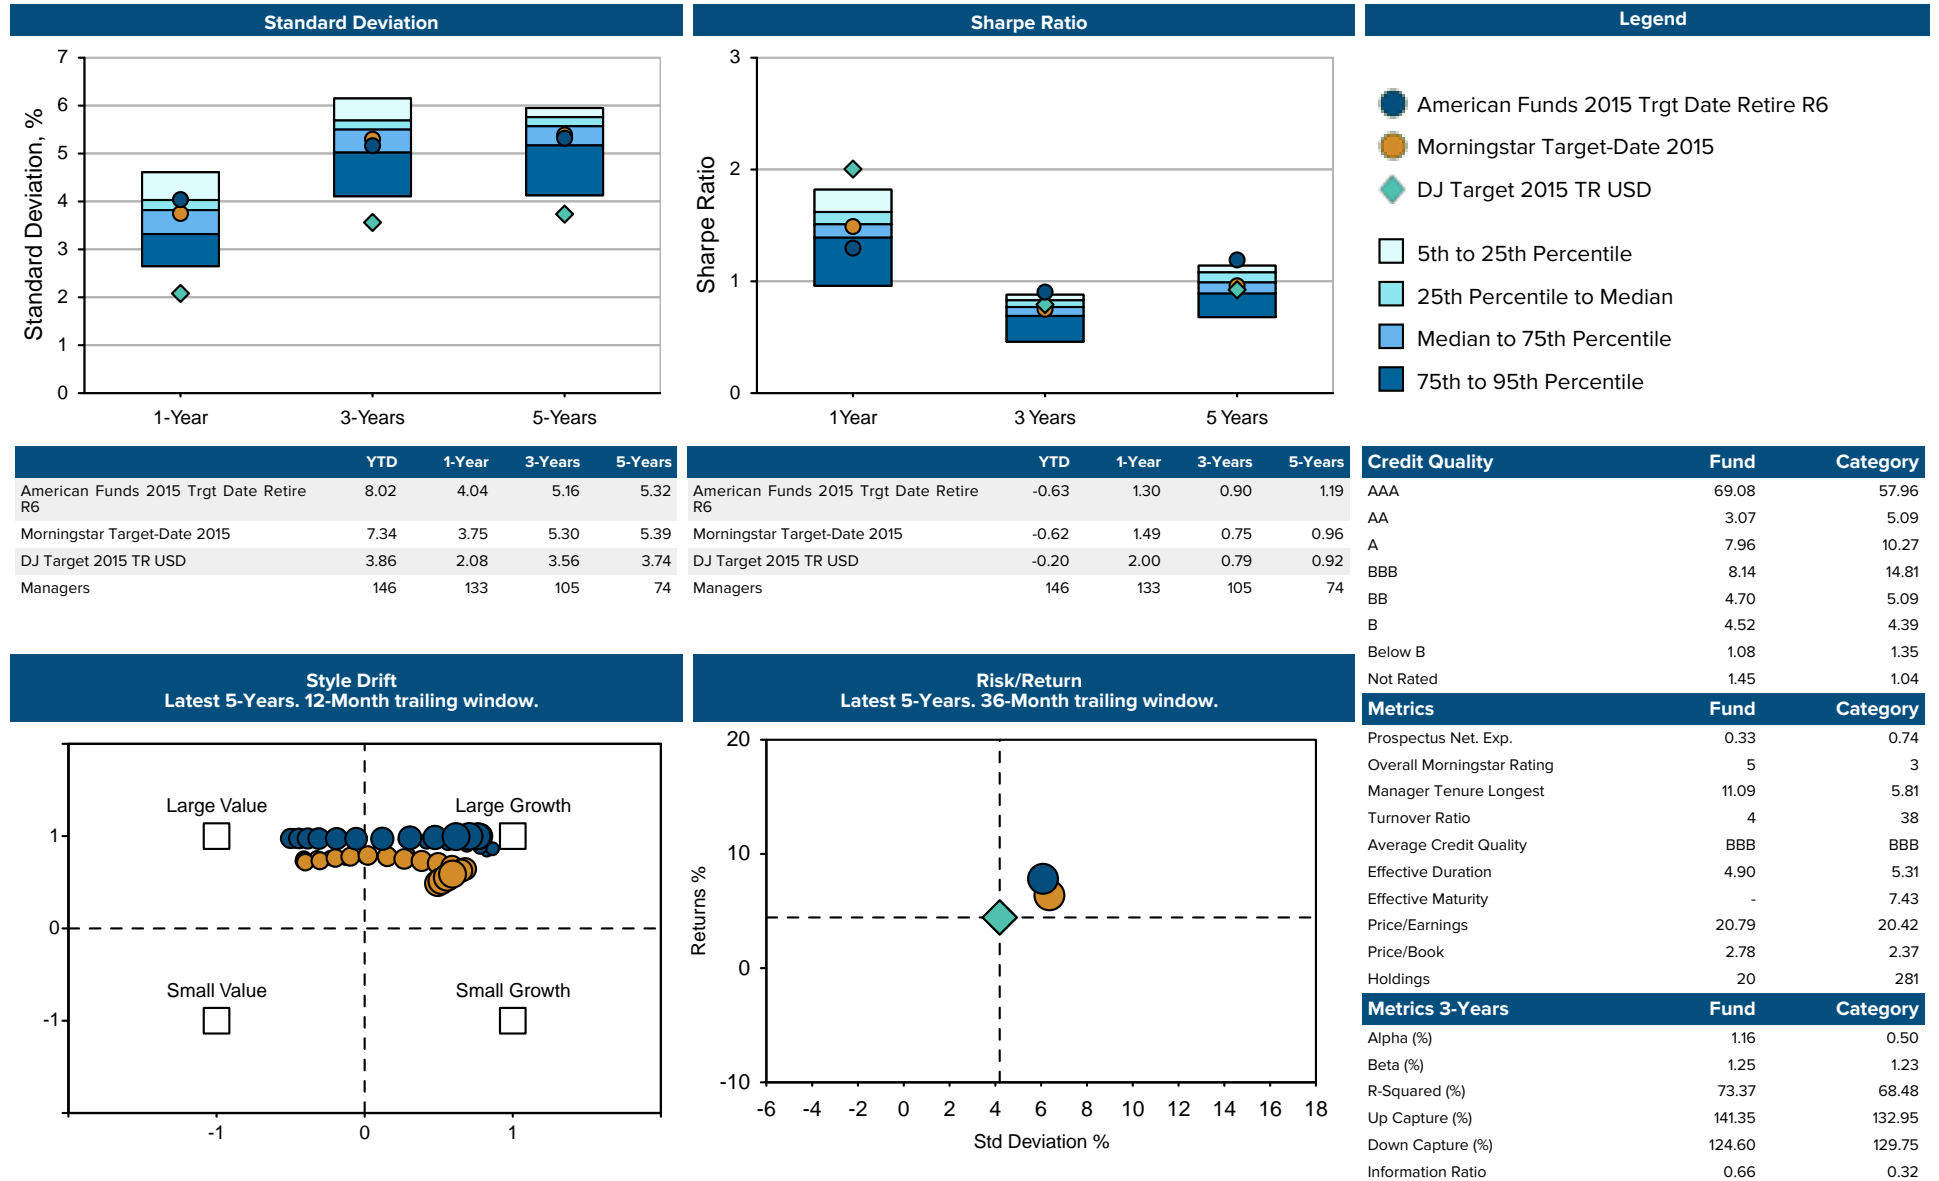 Standard Deviation
7
6
5
4
3
2
1
0
Standard Deviation, %
1-Year 3-Years 5-Years
Sharpe Ratio
3
2
1
0
Sharpe Ratio
1Year 3 Years 5 Years
Legend
American Funds 2015 Trgt Date Retire R6
Morningstar Target-Date 2015
DJ Target 2015 TR USD
5th to 25th Percentile
25th Percentile to Median
Median to 75th Percentile
75th to 95th Percentile
YTD 1-Year 3-Years 5-Years
American Funds 2015 Trgt Date Retire 8.02 4.04 5.16 5.32
R6
Morningstar Target-Date 2015 7.34 3.75 5.30 5.39
DJ Target 2015 TR USD 3.86 2.08 3.56 3.74
Managers 146 133 105 74
YTD 1-Year 3-Years 5-Years
American Funds 2015 Trgt Date Retire -0.63 1.30 0.90 1.19
R6
Morningstar Target-Date 2015 -0.62 1.49 0.75 0.96
DJ Target 2015 TR USD -0.20 2.00 0.79 0.92
Managers 146 133 105 74
Credit Quality Fund Category
AAA 69.08 57.96
AA 3.07 5.09
A 7.96 10.27
BBB 8.14 14.81
BB 4.70 5.09
B 4.52 4.39
Below B 1.08 1.35
Not Rated 1.45 1.04
Metrics Fund Category
Prospectus Net. Exp. 0.33 0.74
Overall Morningstar Rating 5 3
Manager Tenure Longest 11.09 5.81
Turnover Ratio 4 38
Average Credit Quality BBB BBB
Effective Duration 4.90 5.31
Effective Maturity - 7.43
Price/Earnings 20.79 20.42
Price/Book 2.78 2.37
Holdings 20 281
Metrics 3-Years Fund Category
Alpha (%) 1.16 0.50
Beta (%) 1.25 1.23
R-Squared (%) 73.37 68.48
Up Capture (%) 141.35 132.95
Down Capture (%) 124.60 129.75
Information Ratio 0.66 0.32
Style Drift
Latest 5-Years. 12-Month trailing window.
Large Value Large Growth
1
0
Small Value Small Growth
-1
-1 0 1
Risk/Return
Latest 5-Years. 36-Month trailing window.
20
10
0
-10
Returns %
-6 -4 -2 0 2 4 6 8 10 12 14 16 18
Std Deviation %